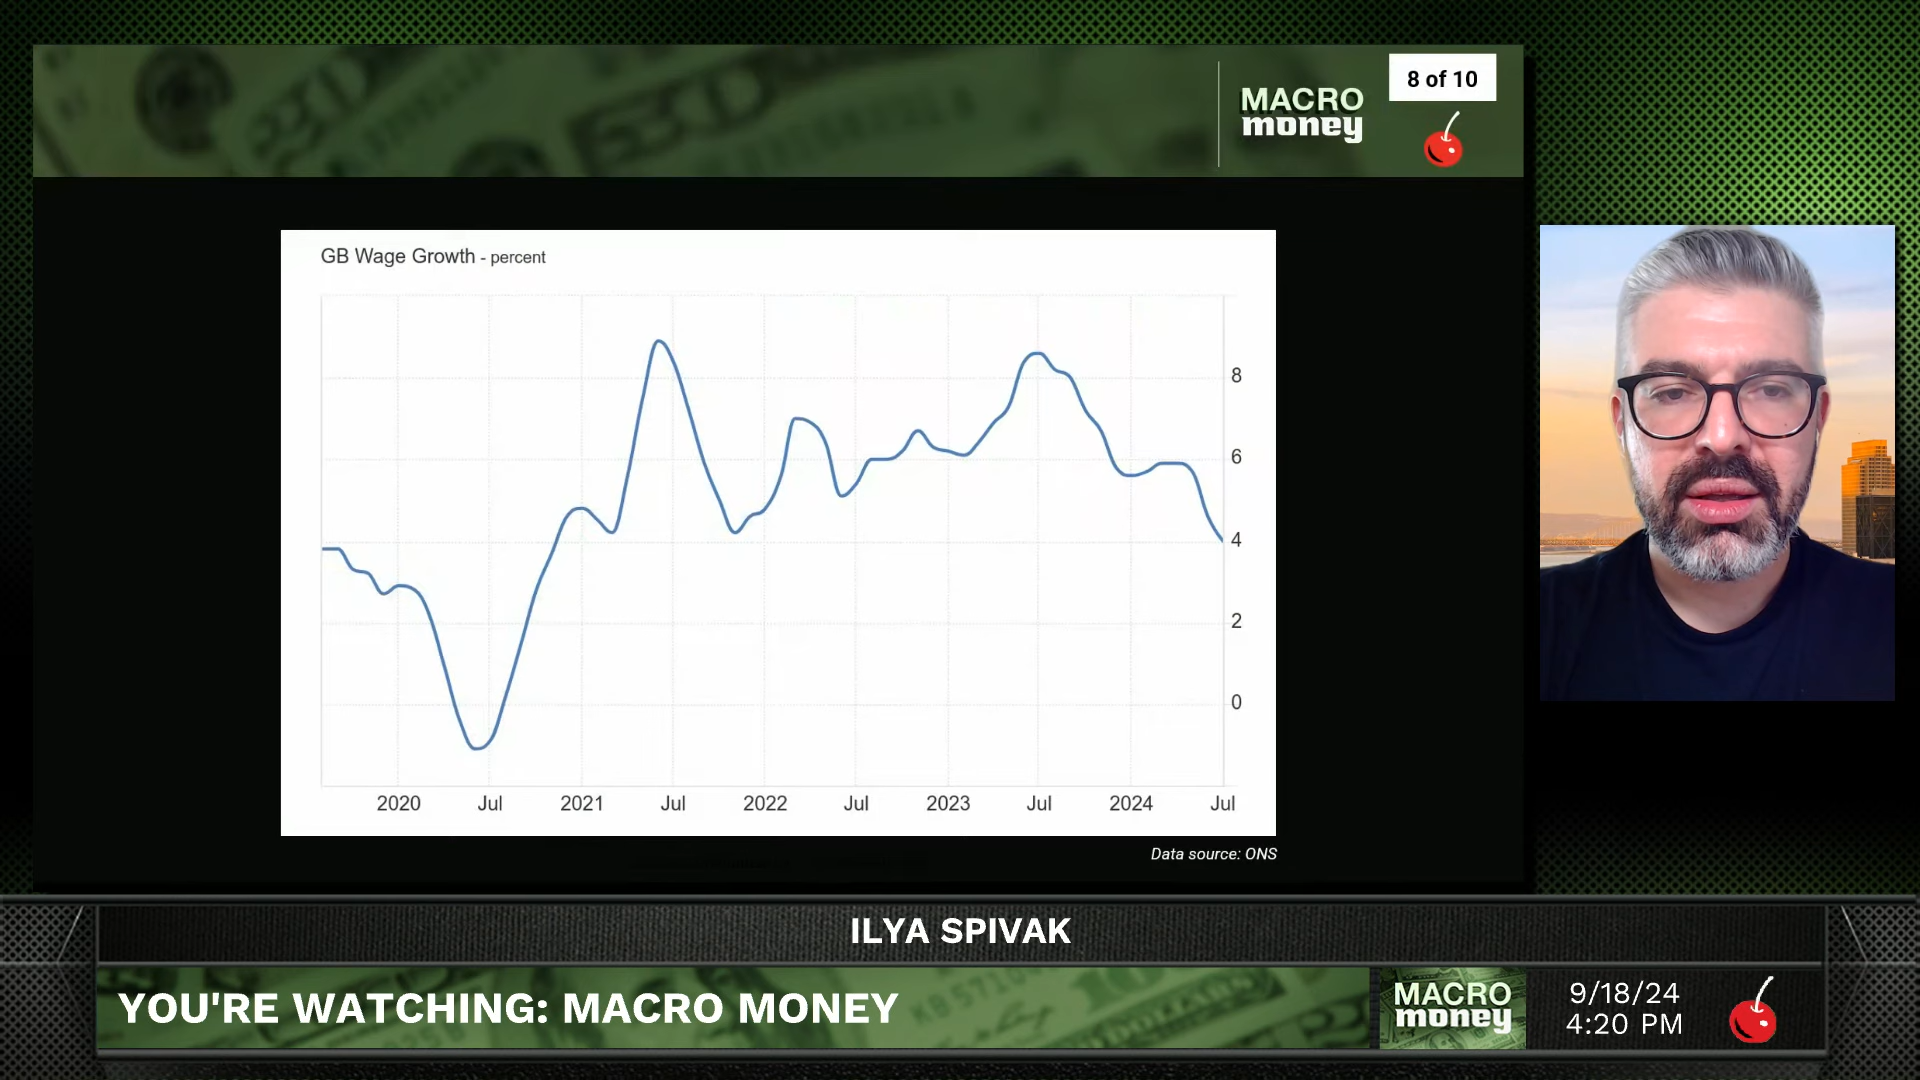 MACRO
money
8 of 10
GB Wage Growth - percent
8
6
4
2
0
2020 Jul 2021 Jul 2022 Jul 2023 Jul 2024 Jul
Data source: ONS
ILYA SPIVAK
YOU'RE WATCHING: MACRO MONEY
MACRO
money
9/18/24
4:20 PM